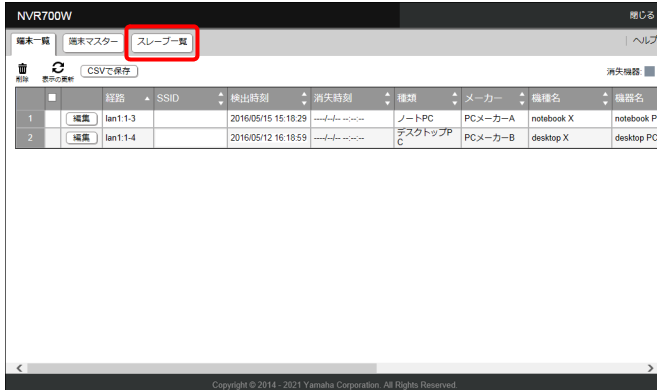 NVR700W 閉じる
端末一覧 端末マスター スレーブ一覧 ヘルプ
削除 表示の更新 CSVで保存 消失機器:
経路 SSID 検出時刻 消失時刻 種類 メーカー 機種名 機器名
1 編集 lan1:1-3 2016/05/15 15:18:29 ----/--/-- --:--:-- ノートPC PCメーカーA notebook X notebook P
2 編集 lan1:1-4 2016/05/12 16:18:59 ----/--/-- --:--:-- デスクトップP
C PCメーカーB desktop X desktop PC
Copyright © 2014 - 2021 Yamaha Corporation. All Rights Reserved.